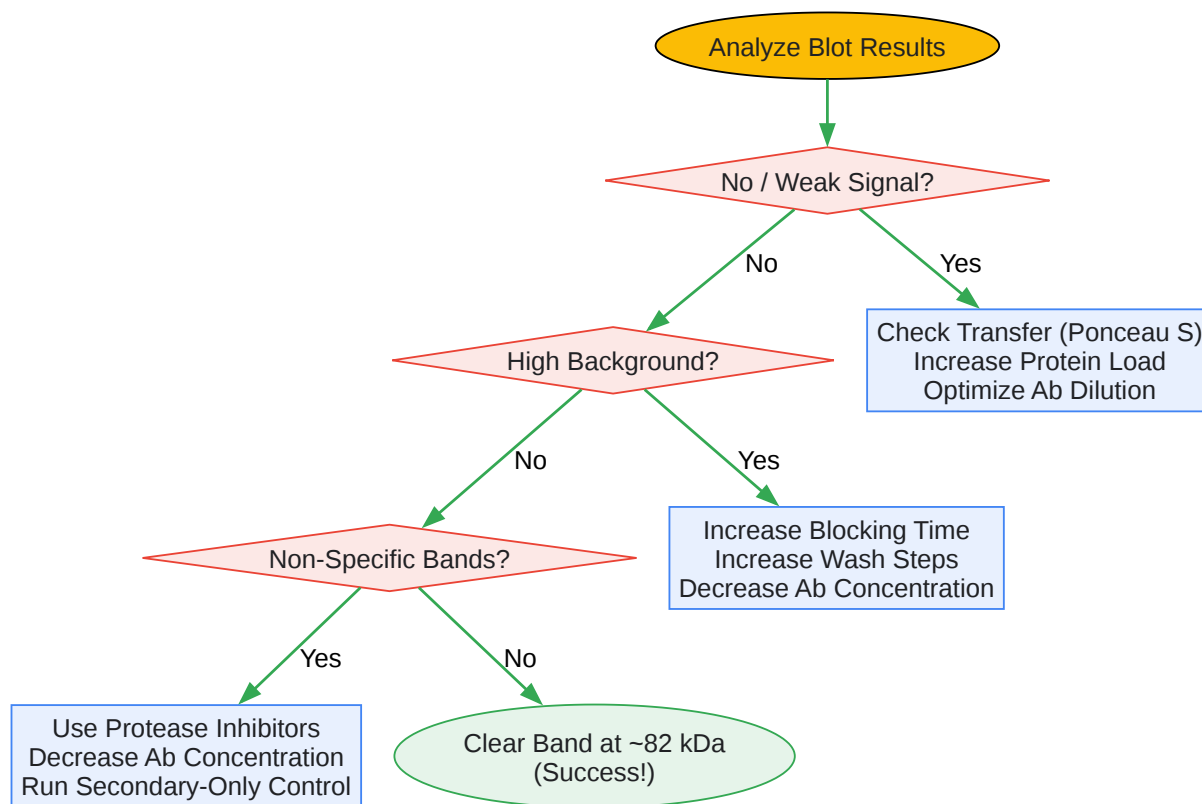 Analyze Blot Results
No / Weak Signal?
No
Yes
Check Transfer (Ponceau S)
Increase Protein Load
Optimize Ab Dilution
High Background?
No
Yes
Increase Blocking Time
Increase Wash Steps
Decrease Ab Concentration
Non-Specific Bands?
Yes
No
Use Protease Inhibitors
Decrease Ab Concentration
Run Secondary-Only Control
Clear Band at ~82 kDa
(Success!)